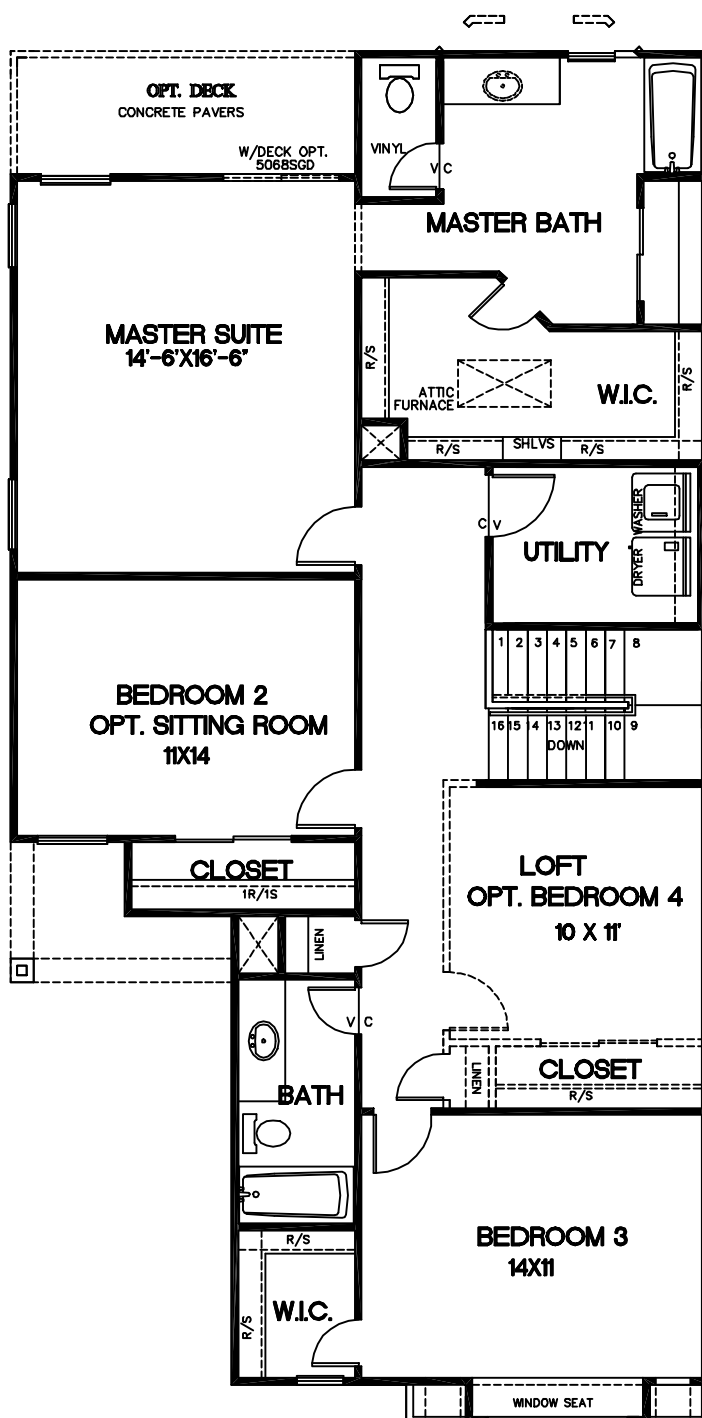 OPT. DECK
CONCRETE PAVERS
W/DECK OPT.
5068SGD
VINYL
V C
MASTER BATH
MASTER SUITE
14'-6'X16'-6"
R/S
ATTIC
FURNACE
W.I.C.
R/S
R/S
SHLVS
R/S
C V
UTILITY
WASHER
DRYER
1 2 3 4 5 6 7 8
16 15 14 13 12 11 10 9
DOWN
BEDROOM 2
OPT. SITTING ROOM
11X14
CLOSET
1R/1S
LOFT
OPT. BEDROOM 4
10 X 11'
LINEN
V C
BATH
LINEN
CLOSET
R/S
BEDROOM 3
14X11
R/S
R/S
W.I.C.
WINDOW SEAT